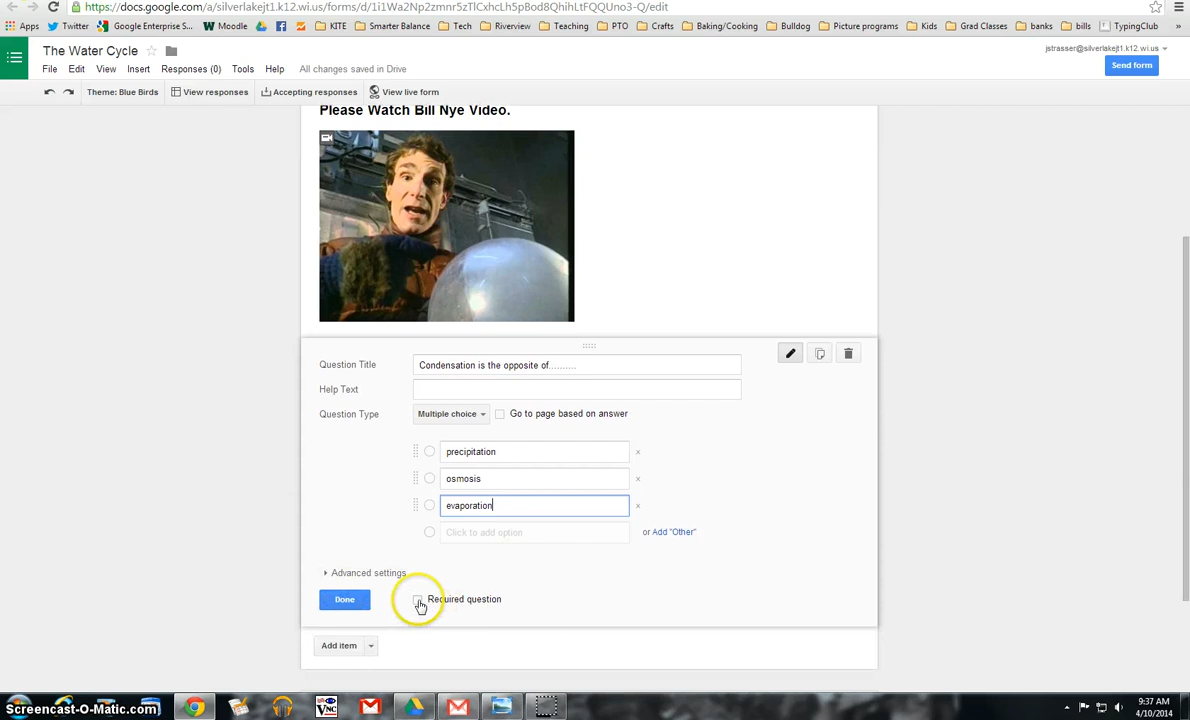 https://docs.google.com/a/silverlakejt1.k12.wi.us/forms/d/1i1Wa2Np2zmnr5zTlCxhcLh5pBod8QhihLtFQQUno3-Q/edit
Apps Twitter Google Enterprise S... Moodle KITE Smarter Balance Tech Riverview Teaching PTO Crafts Baking/Cooking Bulldog Picture programs Kids Grad Classes banks bills TypingClub »
The Water Cycle
jstrasser@silverlakejt1.k12.wi.us
File Edit View Insert Responses (0) Tools Help All changes saved in Drive
Send form
Theme: Blue Birds View responses Accepting responses View live form
Please Watch Bill Nye Video.
Question Title Condensation is the opposite of..........
Help Text
Question Type Multiple choice Go to page based on answer
precipitation x
osmosis x
evaporation x
Click to add option or Add "Other"
Advanced settings
Done Required question
Add item
Screencast-O-Matic.com
9:37 AM
4/10/2014